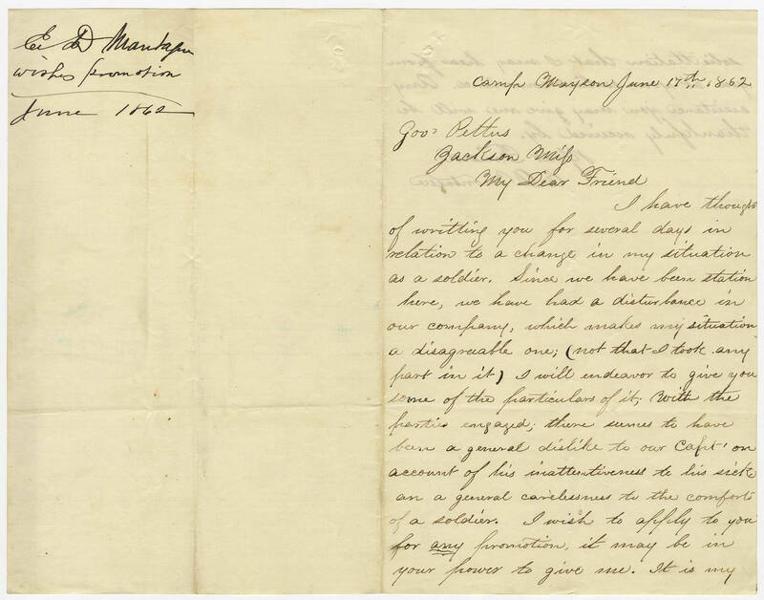 E D
wishes promotion
June 1862
Camp Mayson June 17th 1862
Gov Pettus
Jackson Miss
My Dear Friend
I have thought
of writting you for several days in
relation to a change in my situation
as a soldier. Since we have been station
here, we have had a disturbance in
our company, which makes my situation
a disagreeable one; (not that I took any
part in it) I will endeavor to give you
some of the particulars of it; With the
parties engaged; there seems to have
been a general dislike to our Capt on
account of his inattentiveness to his sick
an a general carelessness to the comfort
of a soldier. I wish to apply to you
for any promotion, it may be in
your power to give me. It is my